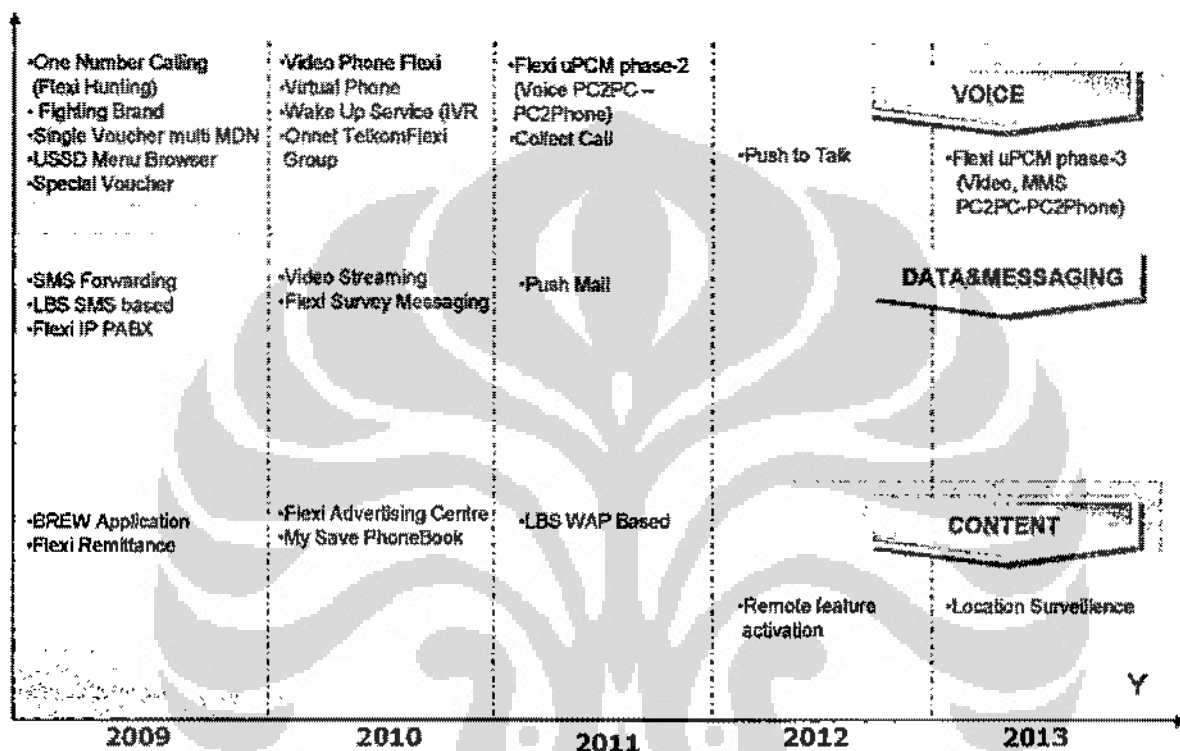 •One Number Calling
(Flexi Hunting)
• Fighting Brand
•Single Voucher multi MDN
•USSD Menu Browser
•Special Voucher
•Video Phone Flexi
•Virtual Phone
•Wake Up Service (IVR
•Onnet TelkomFlexi
Group
•Flexi uPCM phase-2
(Voice PC2PC –
PC2Phone)
•Collect Call
•Push to Talk
VOICE
•Flexi uPCM phase-3
(Video, MMS
PC2PC-PC2Phone)
•SMS Forwarding
•LBS SMS based
•Flexi IP PABX
•Video Streaming
•Flexi Survey Messaging
•Push Mail
DATA&MESSAGING
•BREW Application
•Flexi Remittance
•Flexi Advertising Centre
•My Save PhoneBook
•LBS WAP Based
CONTENT
•Remote feature
activation
•Location Surveillence
Y
2009
2010
2011
2012
2013